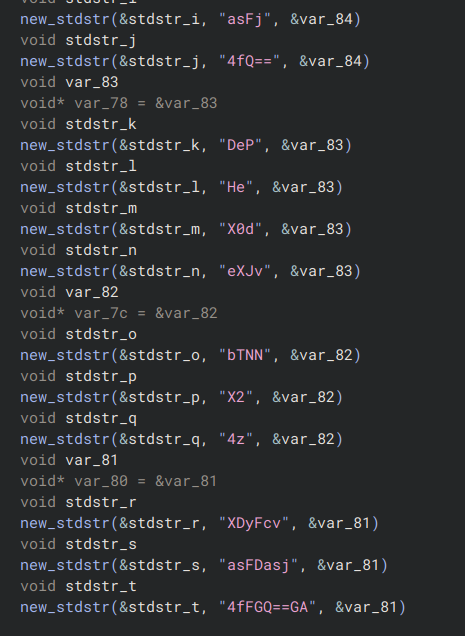 new_stdstr(&stdstr_i, "asFj", &var_84)
void stdstr_j
new_stdstr(&stdstr_j, "4fQ==", &var_84)
void var_83
void* var_78 = &var_83
void stdstr_k
new_stdstr(&stdstr_k, "DeP", &var_83)
void stdstr_l
new_stdstr(&stdstr_l, "He", &var_83)
void stdstr_m
new_stdstr(&stdstr_m, "X0d", &var_83)
void stdstr_n
new_stdstr(&stdstr_n, "eXJv", &var_83)
void var_82
void* var_7c = &var_82
void stdstr_o
new_stdstr(&stdstr_o, "bTNN", &var_82)
void stdstr_p
new_stdstr(&stdstr_p, "X2", &var_82)
void stdstr_q
new_stdstr(&stdstr_q, "4z", &var_82)
void var_81
void* var_80 = &var_81
void stdstr_r
new_stdstr(&stdstr_r, "XDyFcv", &var_81)
void stdstr_s
new_stdstr(&stdstr_s, "asFDasj", &var_81)
void stdstr_t
new_stdstr(&stdstr_t, "4fFGQ==GA", &var_81)